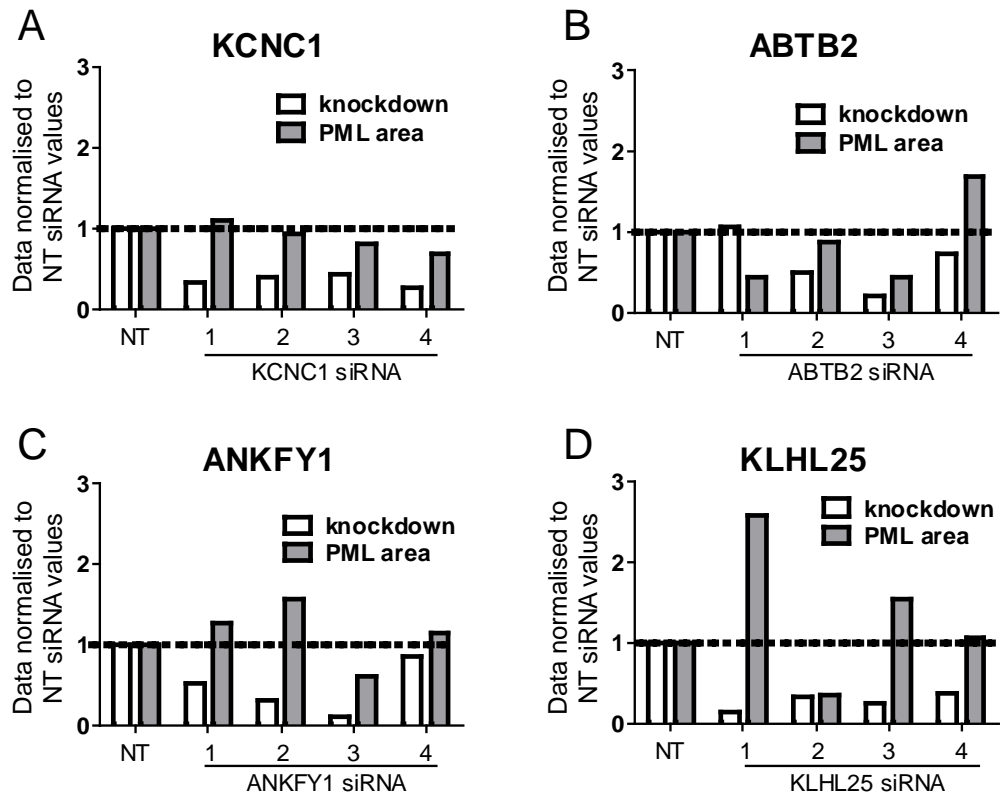 A
KCNC1
Data normalised to
NT siRNA values
3
2
1
0
knockdown
PML area
NT
1
2
3
4
KCNC1 siRNA
B
ABTB2
Data normalised to
NT siRNA values
3
2
1
0
knockdown
PML area
NT
1
2
3
4
ABTB2 siRNA
C
ANKFY1
Data normalised to
NT siRNA values
3
2
1
0
knockdown
PML area
NT
1
2
3
4
ANKFY1 siRNA
D
KLHL25
Data normalised to
NT siRNA values
3
2
1
0
knockdown
PML area
NT
1
2
3
4
KLHL25 siRNA